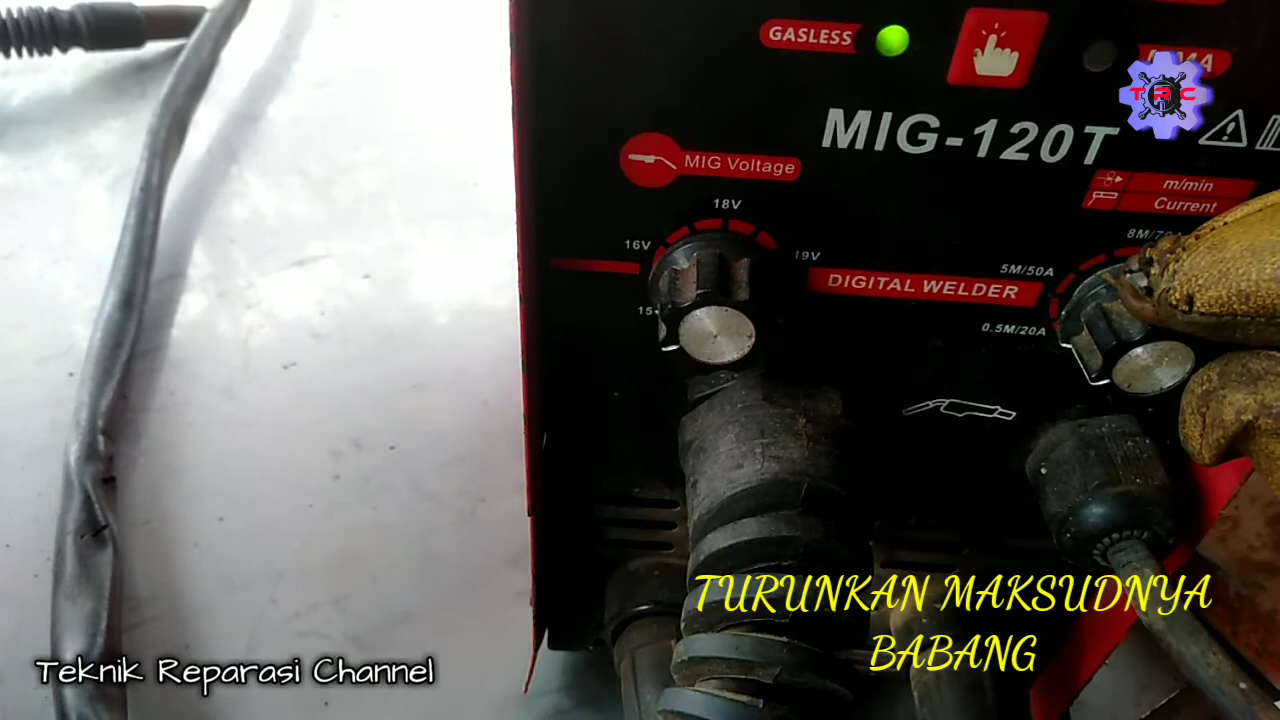 GASLESS
TRC
MIG-120T
MIG Voltage
m/min
Current
18V
16V
19V
5M/50A
DIGITAL WELDER
0.5M/20A
TURUNKAN MAKSUDNYA
BABANG
Teknik Reparasi Channel